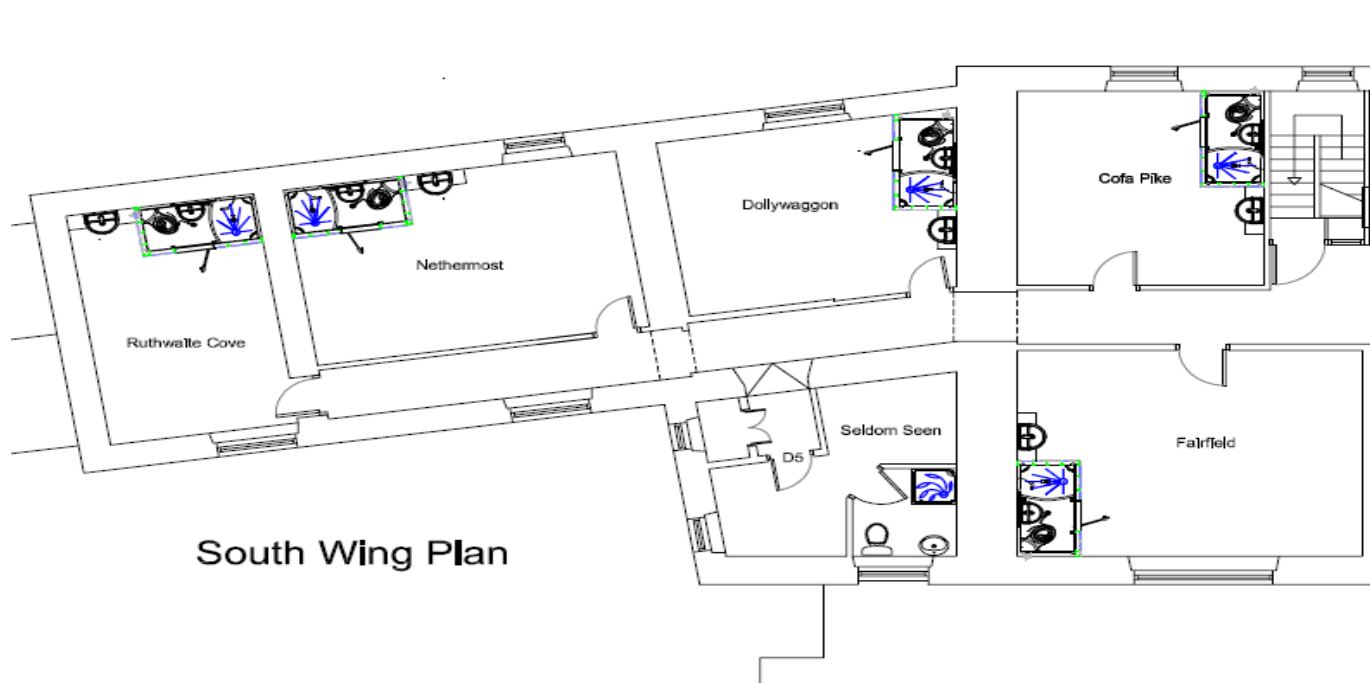 Cofa Pike
Dollywaggon
Nethermost
Ruthwaite Cove
Seldom Seen
Fairfield
D5
South Wing Plan